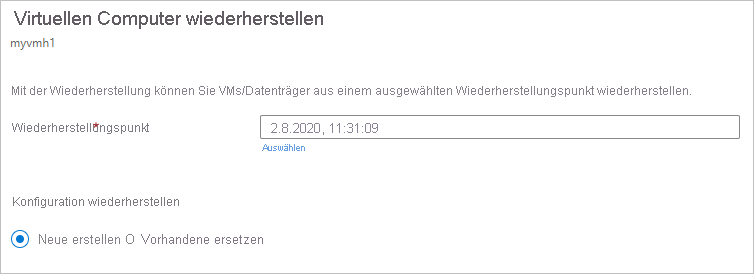 Virtuellen Computer wiederherstellen
myvmh1
Mit der Wiederherstellung können Sie VMs/Datenträger aus einem ausgewählten Wiederherstellungspunkt wiederherstellen.
Wiederherstellungspunkt * 2.8.2020, 11:31:09
Auswählen
Konfiguration wiederherstellen
Neue erstellen O Vorhandene ersetzen